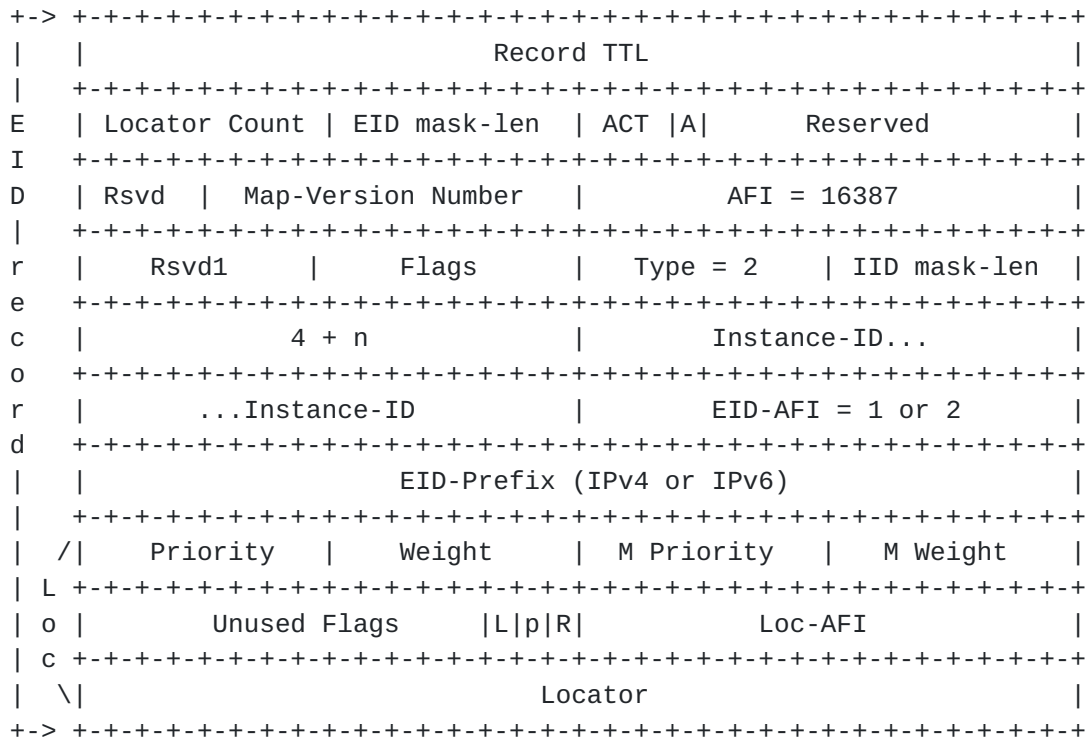 +-> +-+-+-+-+-+-+-+-+-+-+-+-+-+-+-+-+-+-+-+-+-+-+-+-+-+-+-+-+-+-+-+-+
|   |                          Record TTL                           |
|   +-+-+-+-+-+-+-+-+-+-+-+-+-+-+-+-+-+-+-+-+-+-+-+-+-+-+-+-+-+-+-+-+
E   | Locator Count | EID mask-len  | ACT |A|      Reserved         |
I   +-+-+-+-+-+-+-+-+-+-+-+-+-+-+-+-+-+-+-+-+-+-+-+-+-+-+-+-+-+-+-+-+
D   | Rsvd  |  Map-Version Number   |         AFI = 16387           |
|   +-+-+-+-+-+-+-+-+-+-+-+-+-+-+-+-+-+-+-+-+-+-+-+-+-+-+-+-+-+-+-+-+
r   |    Rsvd1     |     Flags      |   Type = 2    | IID mask-len  |
e   +-+-+-+-+-+-+-+-+-+-+-+-+-+-+-+-+-+-+-+-+-+-+-+-+-+-+-+-+-+-+-+-+
c   |             4 + n             |        Instance-ID...         |
o   +-+-+-+-+-+-+-+-+-+-+-+-+-+-+-+-+-+-+-+-+-+-+-+-+-+-+-+-+-+-+-+-+
r   |       ...Instance-ID          |        EID-AFI = 1 or 2       |
d   +-+-+-+-+-+-+-+-+-+-+-+-+-+-+-+-+-+-+-+-+-+-+-+-+-+-+-+-+-+-+-+-+
|   |                    EID-Prefix (IPv4 or IPv6)                  |
|   +-+-+-+-+-+-+-+-+-+-+-+-+-+-+-+-+-+-+-+-+-+-+-+-+-+-+-+-+-+-+-+-+
|  /|    Priority   |    Weight     |  M Priority   |   M Weight    |
| L +-+-+-+-+-+-+-+-+-+-+-+-+-+-+-+-+-+-+-+-+-+-+-+-+-+-+-+-+-+-+-+-+
| o |        Unused Flags     |L|p|R|           Loc-AFI             |
| c +-+-+-+-+-+-+-+-+-+-+-+-+-+-+-+-+-+-+-+-+-+-+-+-+-+-+-+-+-+-+-+-+
|  \|                             Locator                           |
+-> +-+-+-+-+-+-+-+-+-+-+-+-+-+-+-+-+-+-+-+-+-+-+-+-+-+-+-+-+-+-+-+-+